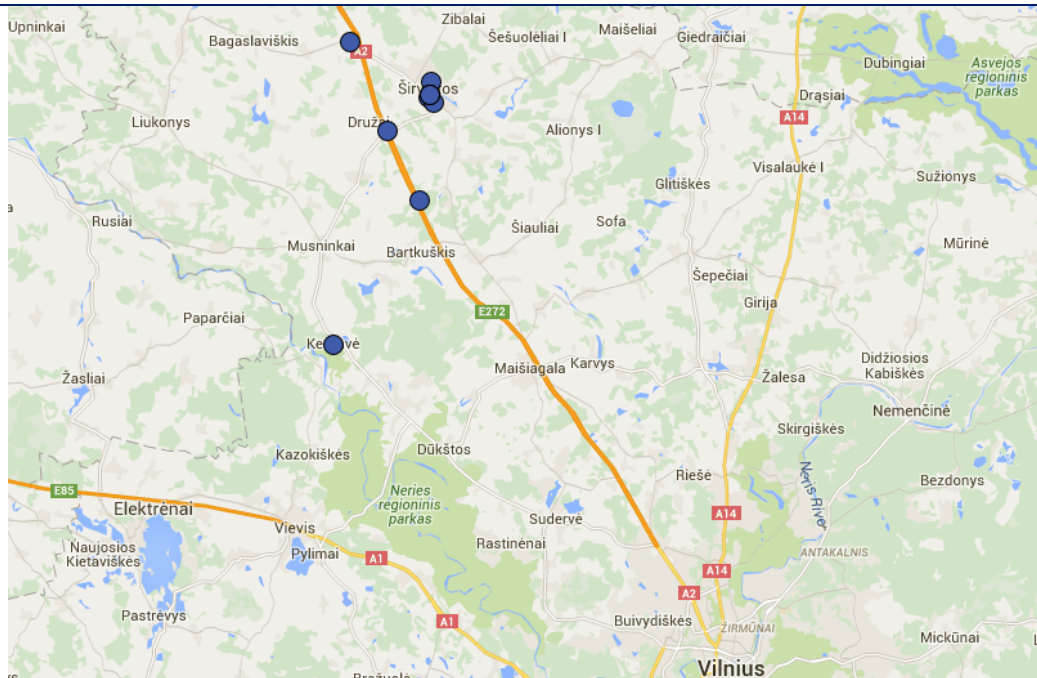 Zibalai
Upninkai
Bagaslaviškis
Šešuolėliai I
Maišeliai
Giedraičiai
A2
Dubingiai
Asvejos
regioninis
parkas
Drąsiai
Liukonys
Alionys I
A14
Visalaukė I
Sužionys
Glitiškės
Rusiai
Šiauliai
Sofa
Musninkai
Bartkuškis
Mūrinė
Šepečiai
Girija
E272
Paparčiai
Maišiagala
Karvys
Didžiosios
Kabiškės
Žasliai
Žalesa
Nemenčinė
Skirgiškės
Dūkštos
Kazokiškės
Riešė
Bezdonys
Neries
regioninis
parkas
Neris River
E85
Elektrėnai
Vievis
Sudervė
A14
Rastinėnai
Naujosios
Kietaviškės
Pylimai
A1
ANTAKALNIS
A14
A2
Pastrėvys
A1
Buivydiškės
ŽIRMŪNAI
Mickūnai
Vilnius